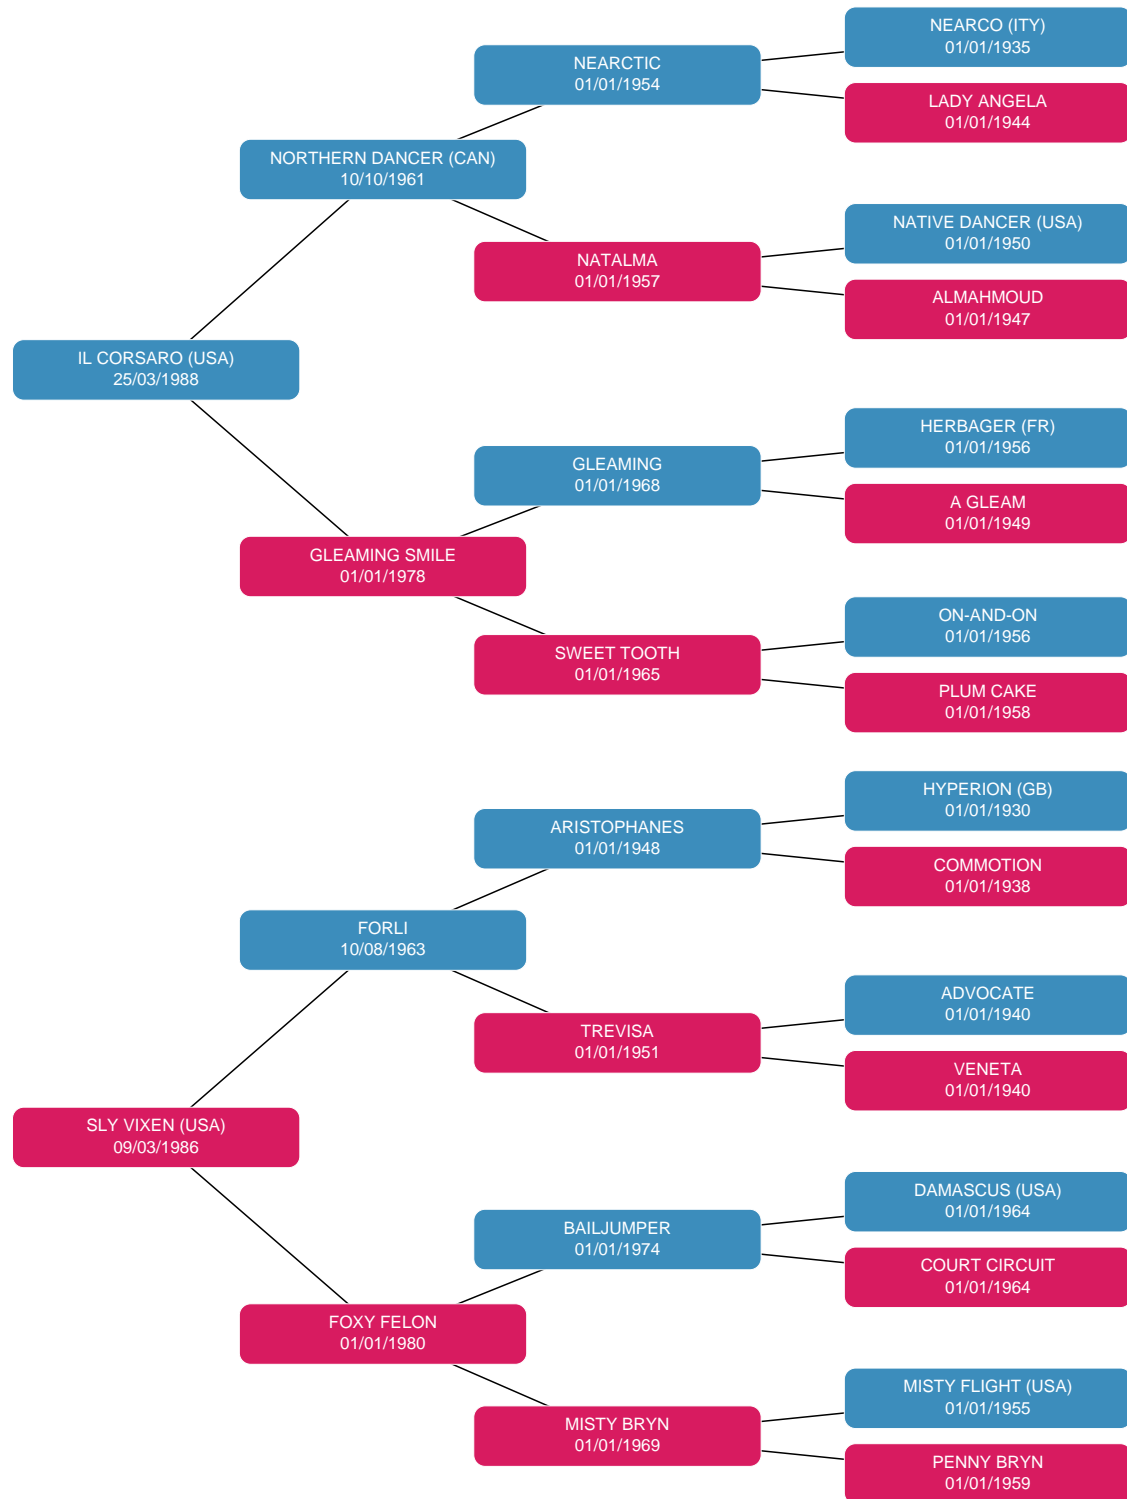 NEARCO (ITY)
01/01/1935
NEARCTIC
01/01/1954
LADY ANGELA
01/01/1944
NORTHERN DANCER (CAN)
10/10/1961
NATIVE DANCER (USA)
01/01/1950
NATALMA
01/01/1957
ALMAHMOUD
01/01/1947
IL CORSARO (USA)
25/03/1988
HERBAGER (FR)
01/01/1956
GLEAMING
01/01/1968
A GLEAM
01/01/1949
GLEAMING SMILE
01/01/1978
ON-AND-ON
01/01/1956
SWEET TOOTH
01/01/1965
PLUM CAKE
01/01/1958
HYPERION (GB)
01/01/1930
ARISTOPHANES
01/01/1948
COMMOTION
01/01/1938
FORLI
10/08/1963
ADVOCATE
01/01/1940
TREVISA
01/01/1951
VENETA
01/01/1940
SLY VIXEN (USA)
09/03/1986
DAMASCUS (USA)
01/01/1964
BAILJUMPER
01/01/1974
COURT CIRCUIT
01/01/1964
FOXY FELON
01/01/1980
MISTY FLIGHT (USA)
01/01/1955
MISTY BRYN
01/01/1969
PENNY BRYN
01/01/1959